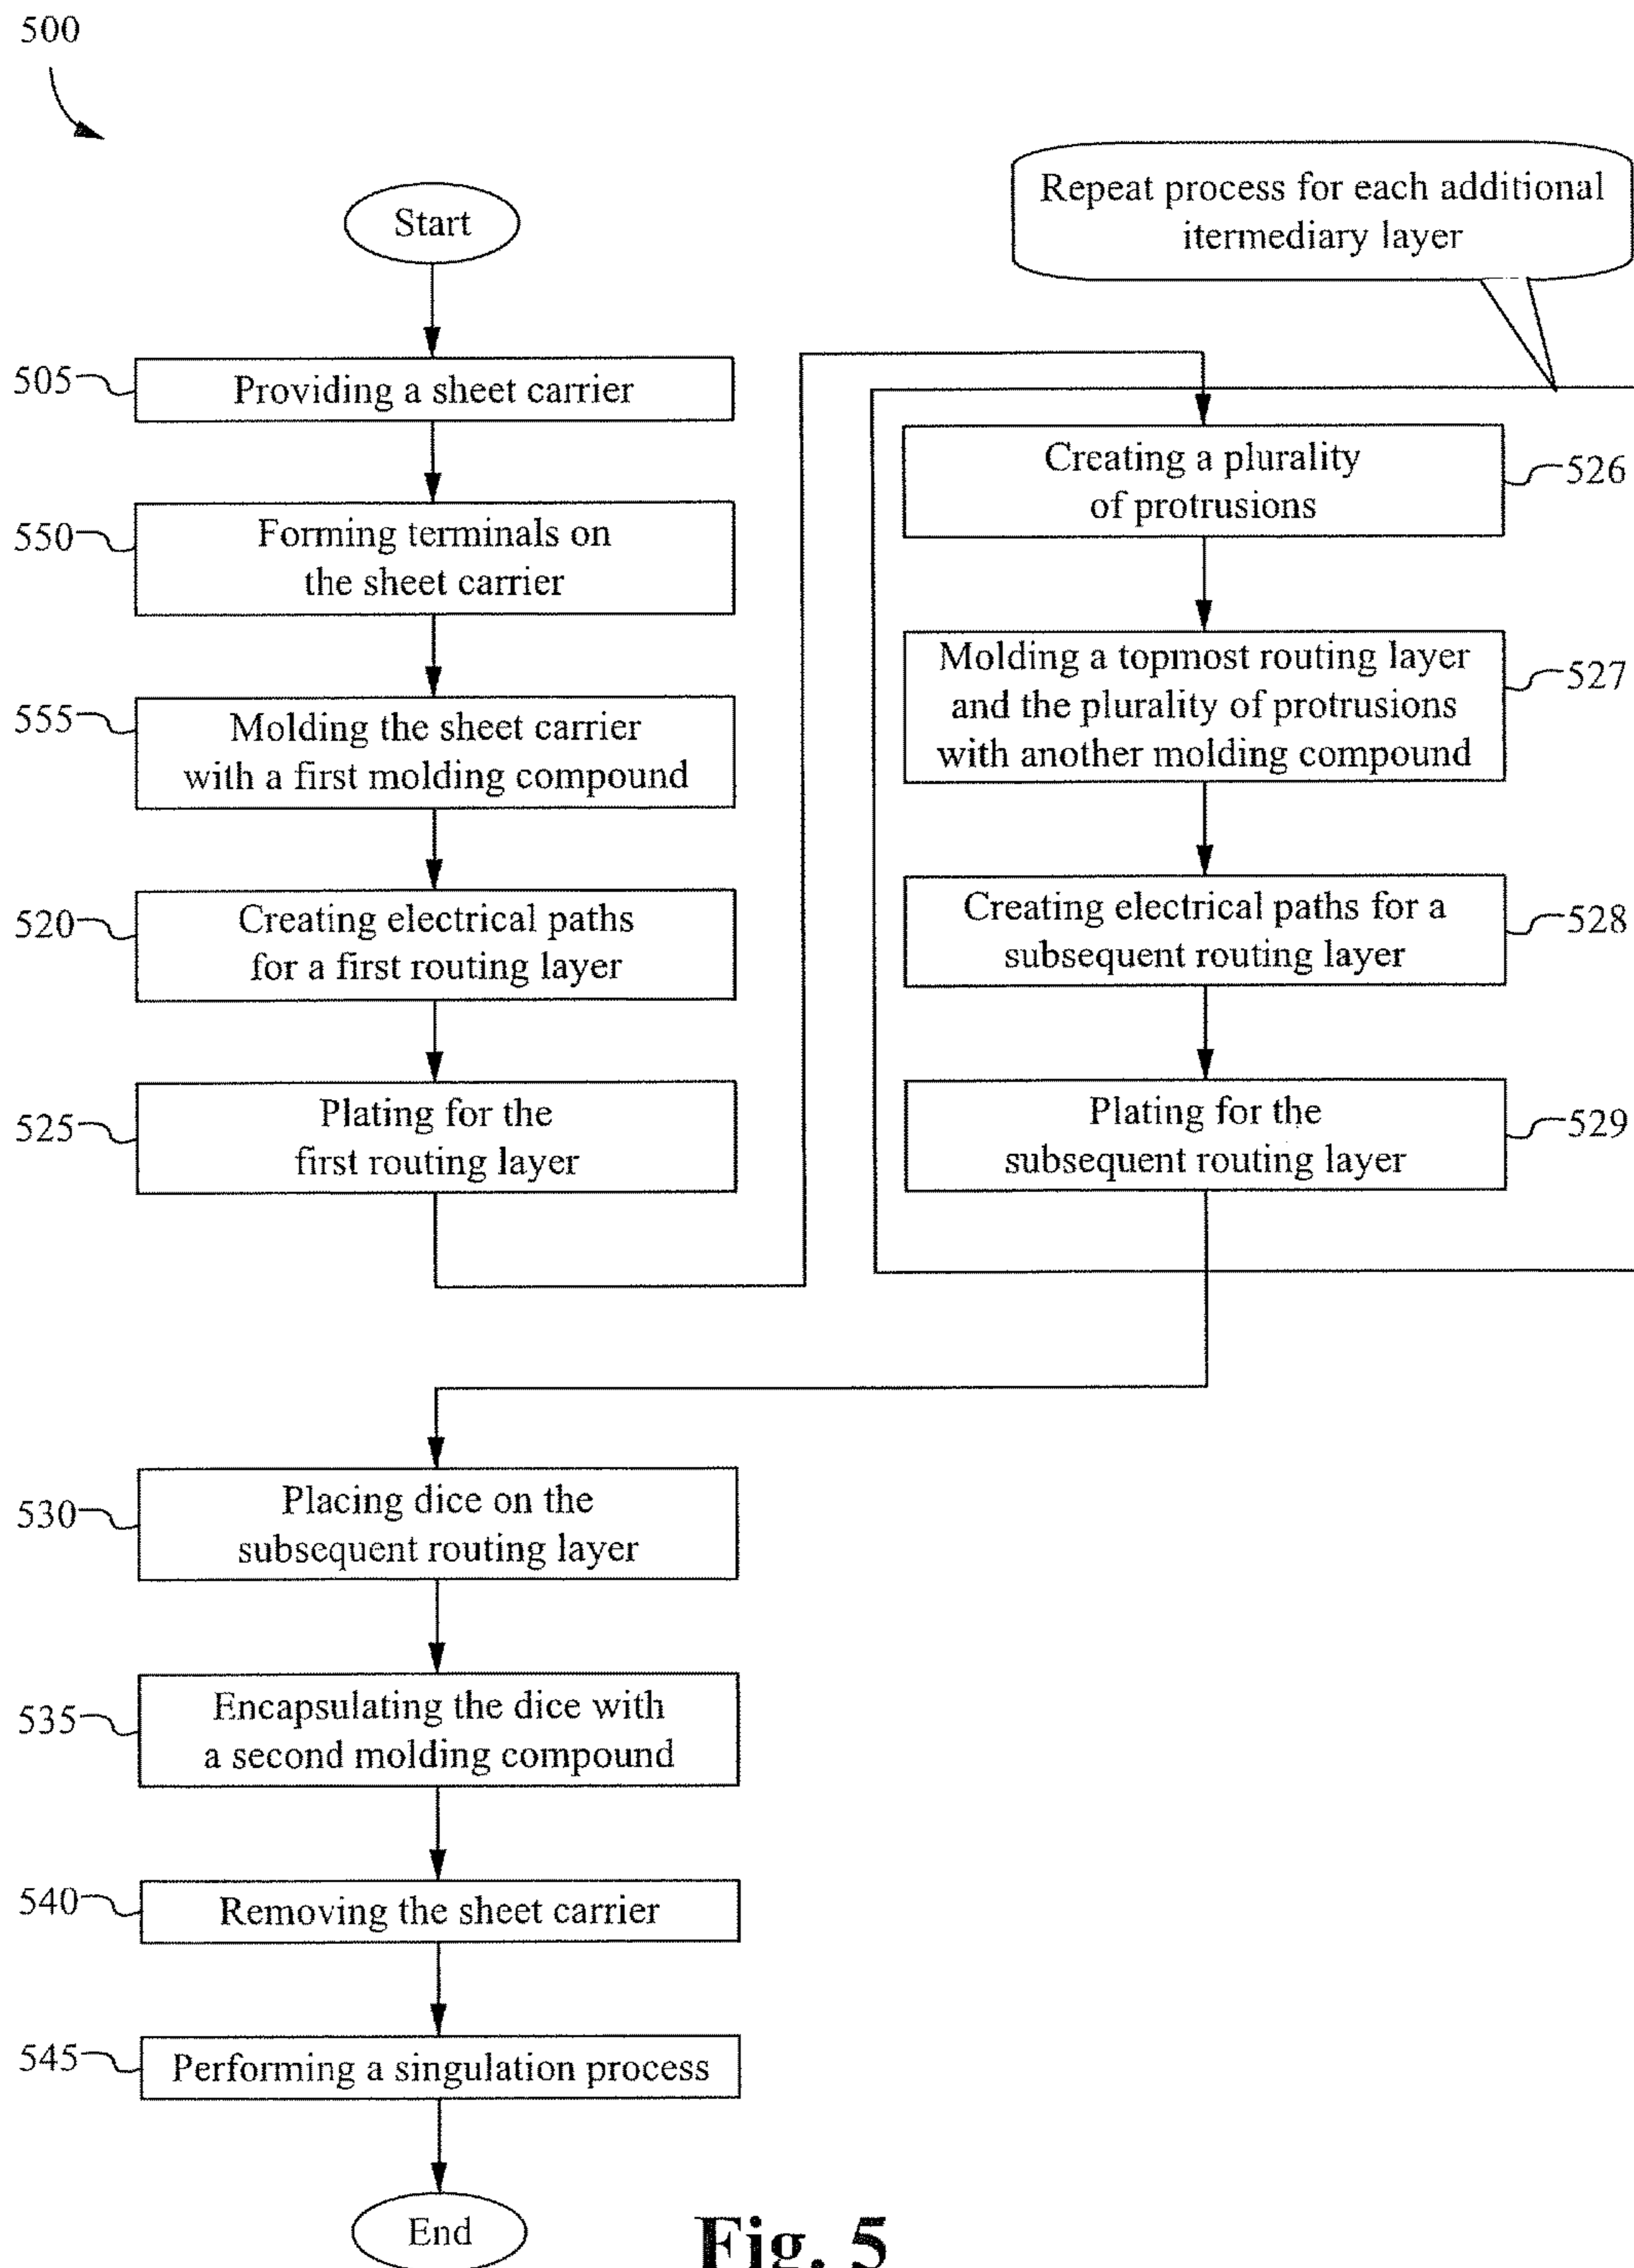 500
Start
505
Providing a sheet carrier
550
Forming terminals on
the sheet carrier
555
Molding the sheet carrier
with a first molding compound
520
Creating electrical paths
for a first routing layer
525
Plating for the
first routing layer
Repeat process for each additional
itermediary layer
Creating a plurality
of protrusions
526
Molding a topmost routing layer
and the plurality of protrusions
with another molding compound
527
Creating electrical paths for a
subsequent routing layer
528
Plating for the
subsequent routing layer
529
530
Placing dice on the
subsequent routing layer
535
Encapsulating the dice with
a second molding compound
540
Removing the sheet carrier
545
Performing a singulation process
End
Fig. 5